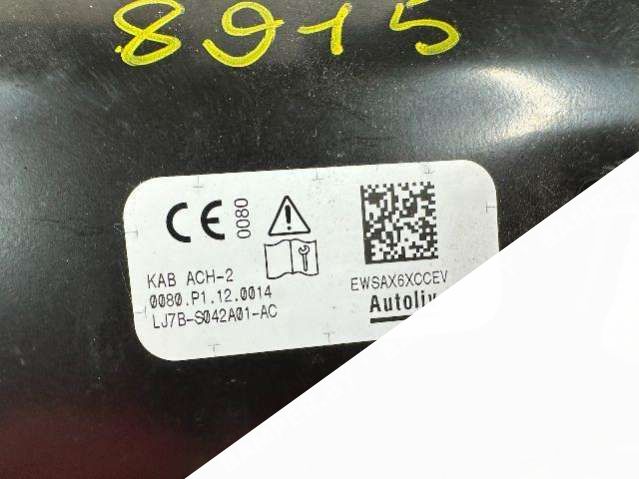 8915
CE 0080
KAB ACH-2
0080.P1.12.0014
LJ7B-S042A01-AC
EWSAX6XCCEV
Autoliv